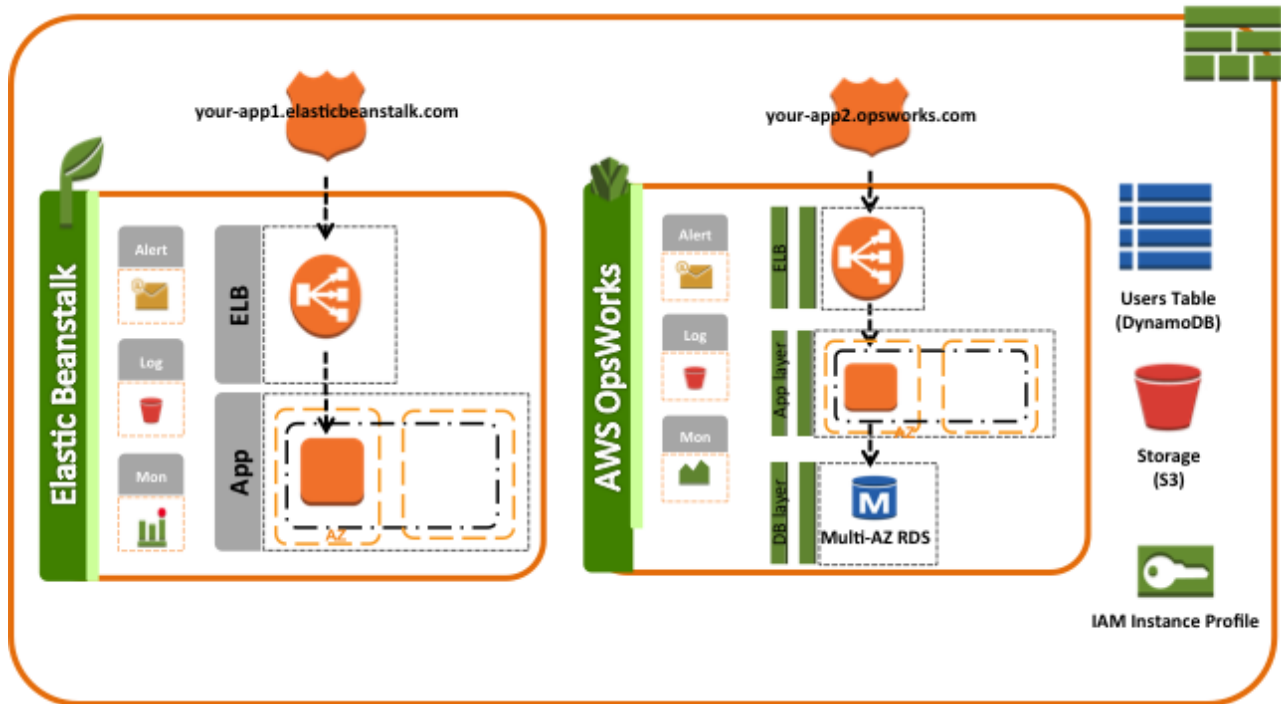 your-app1.elasticbeanstalk.com
your-app2.opsworks.com
Elastic Beanstalk
Alert
Log
Mon
ELB
App
AZ
AWS OpsWorks
Alert
Log
Mon
ELB
App layer
AZ
DB layer
M
Multi-AZ RDS
Users Table
(DynamoDB)
Storage
(S3)
IAM Instance Profile